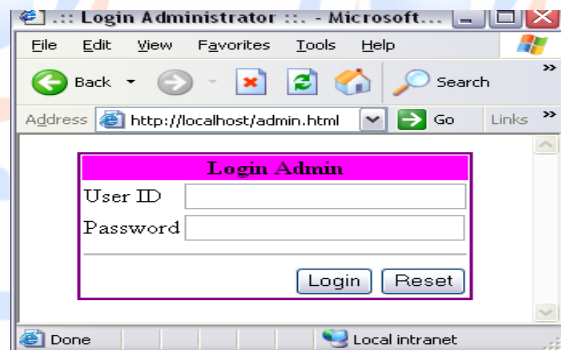 .:: Login Administrator ::. - Microsoft...
File Edit View Favorites Tools Help
Back Search »
Address http://localhost/admin.html Go Links »
Login Admin
User ID
Password
Login Reset
Done Local intranet